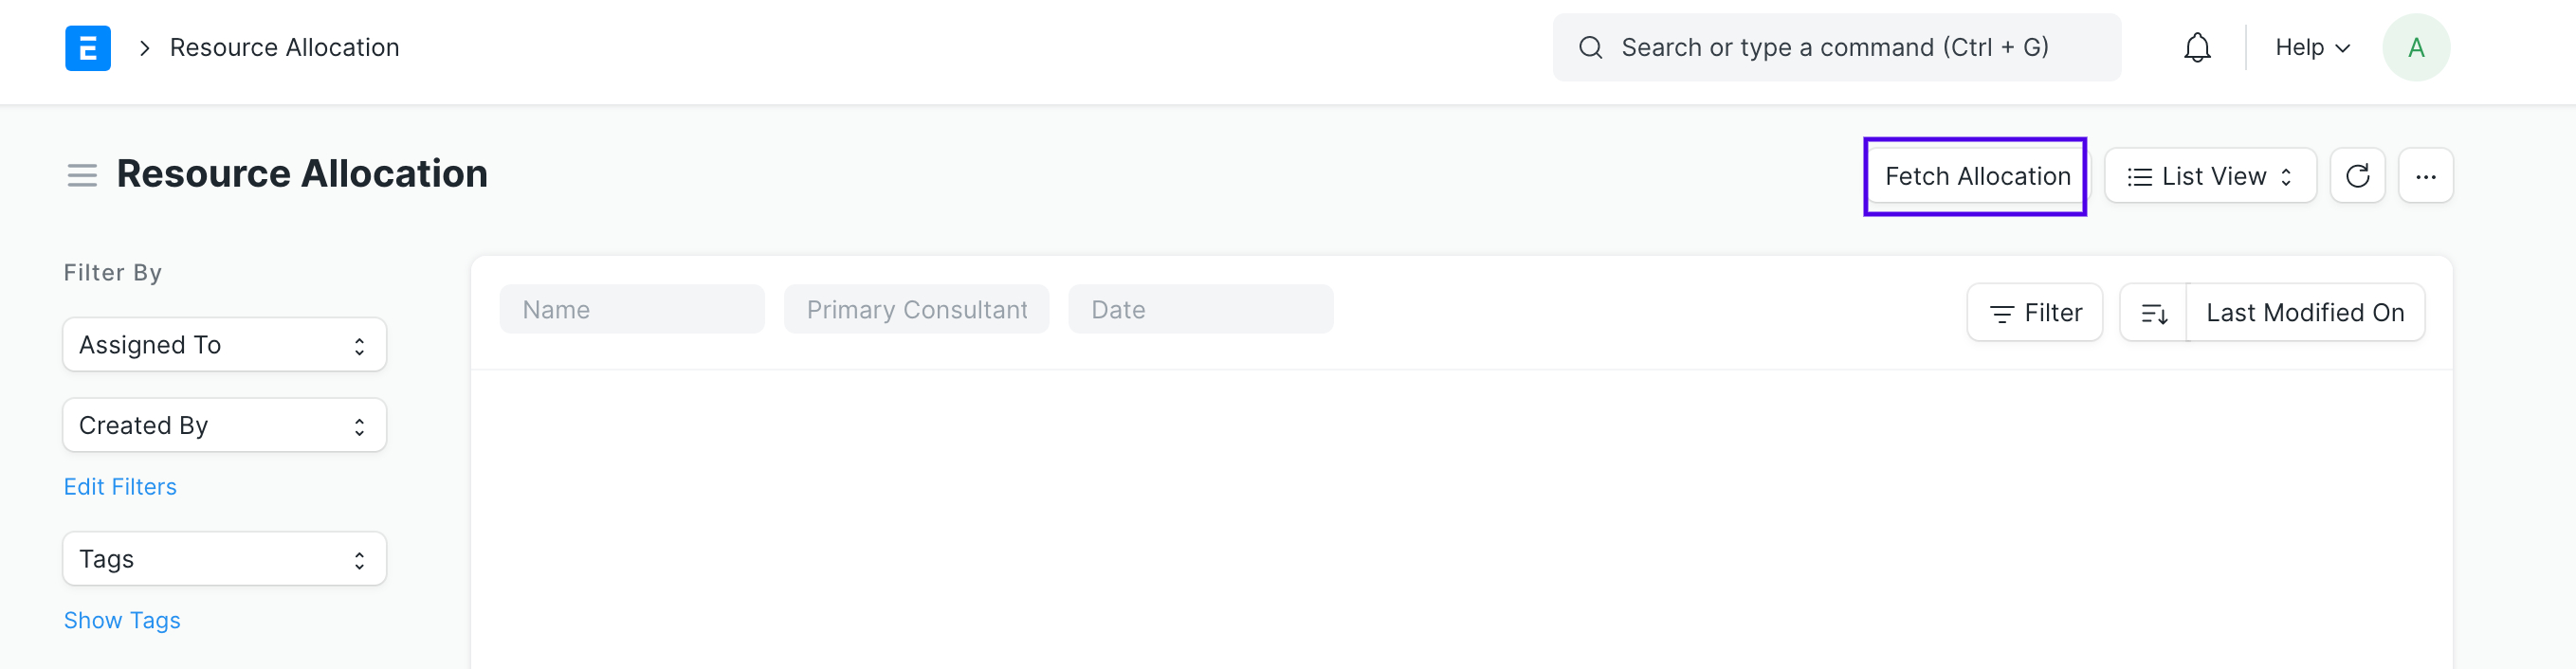 E
Resource Allocation
Search or type a command (Ctrl + G)
Help
A
Resource Allocation
Fetch Allocation
List View
Filter By
Assigned To
Created By
Edit Filters
Tags
Show Tags
Name
Primary Consultant
Date
Filter
Last Modified On